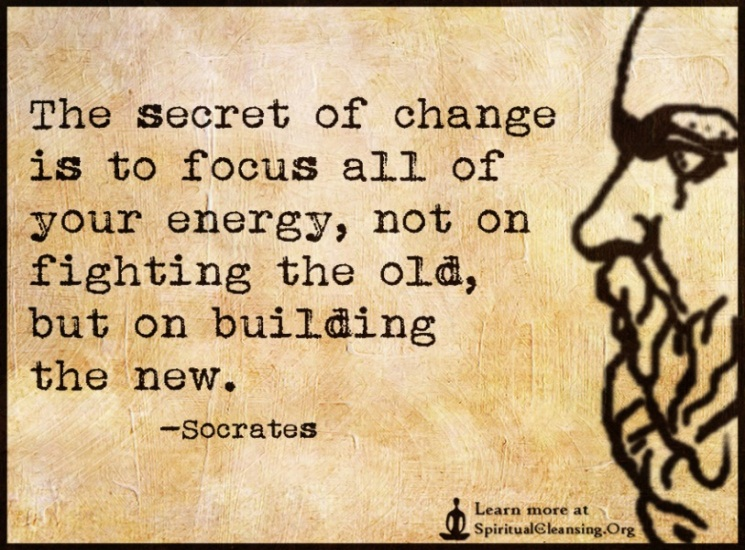 The secret of change
is to focus all of
your energy, not on
fighting the old,
but on building
the new.
—Socrates
Learn more at
SpiritualCleansing.Org